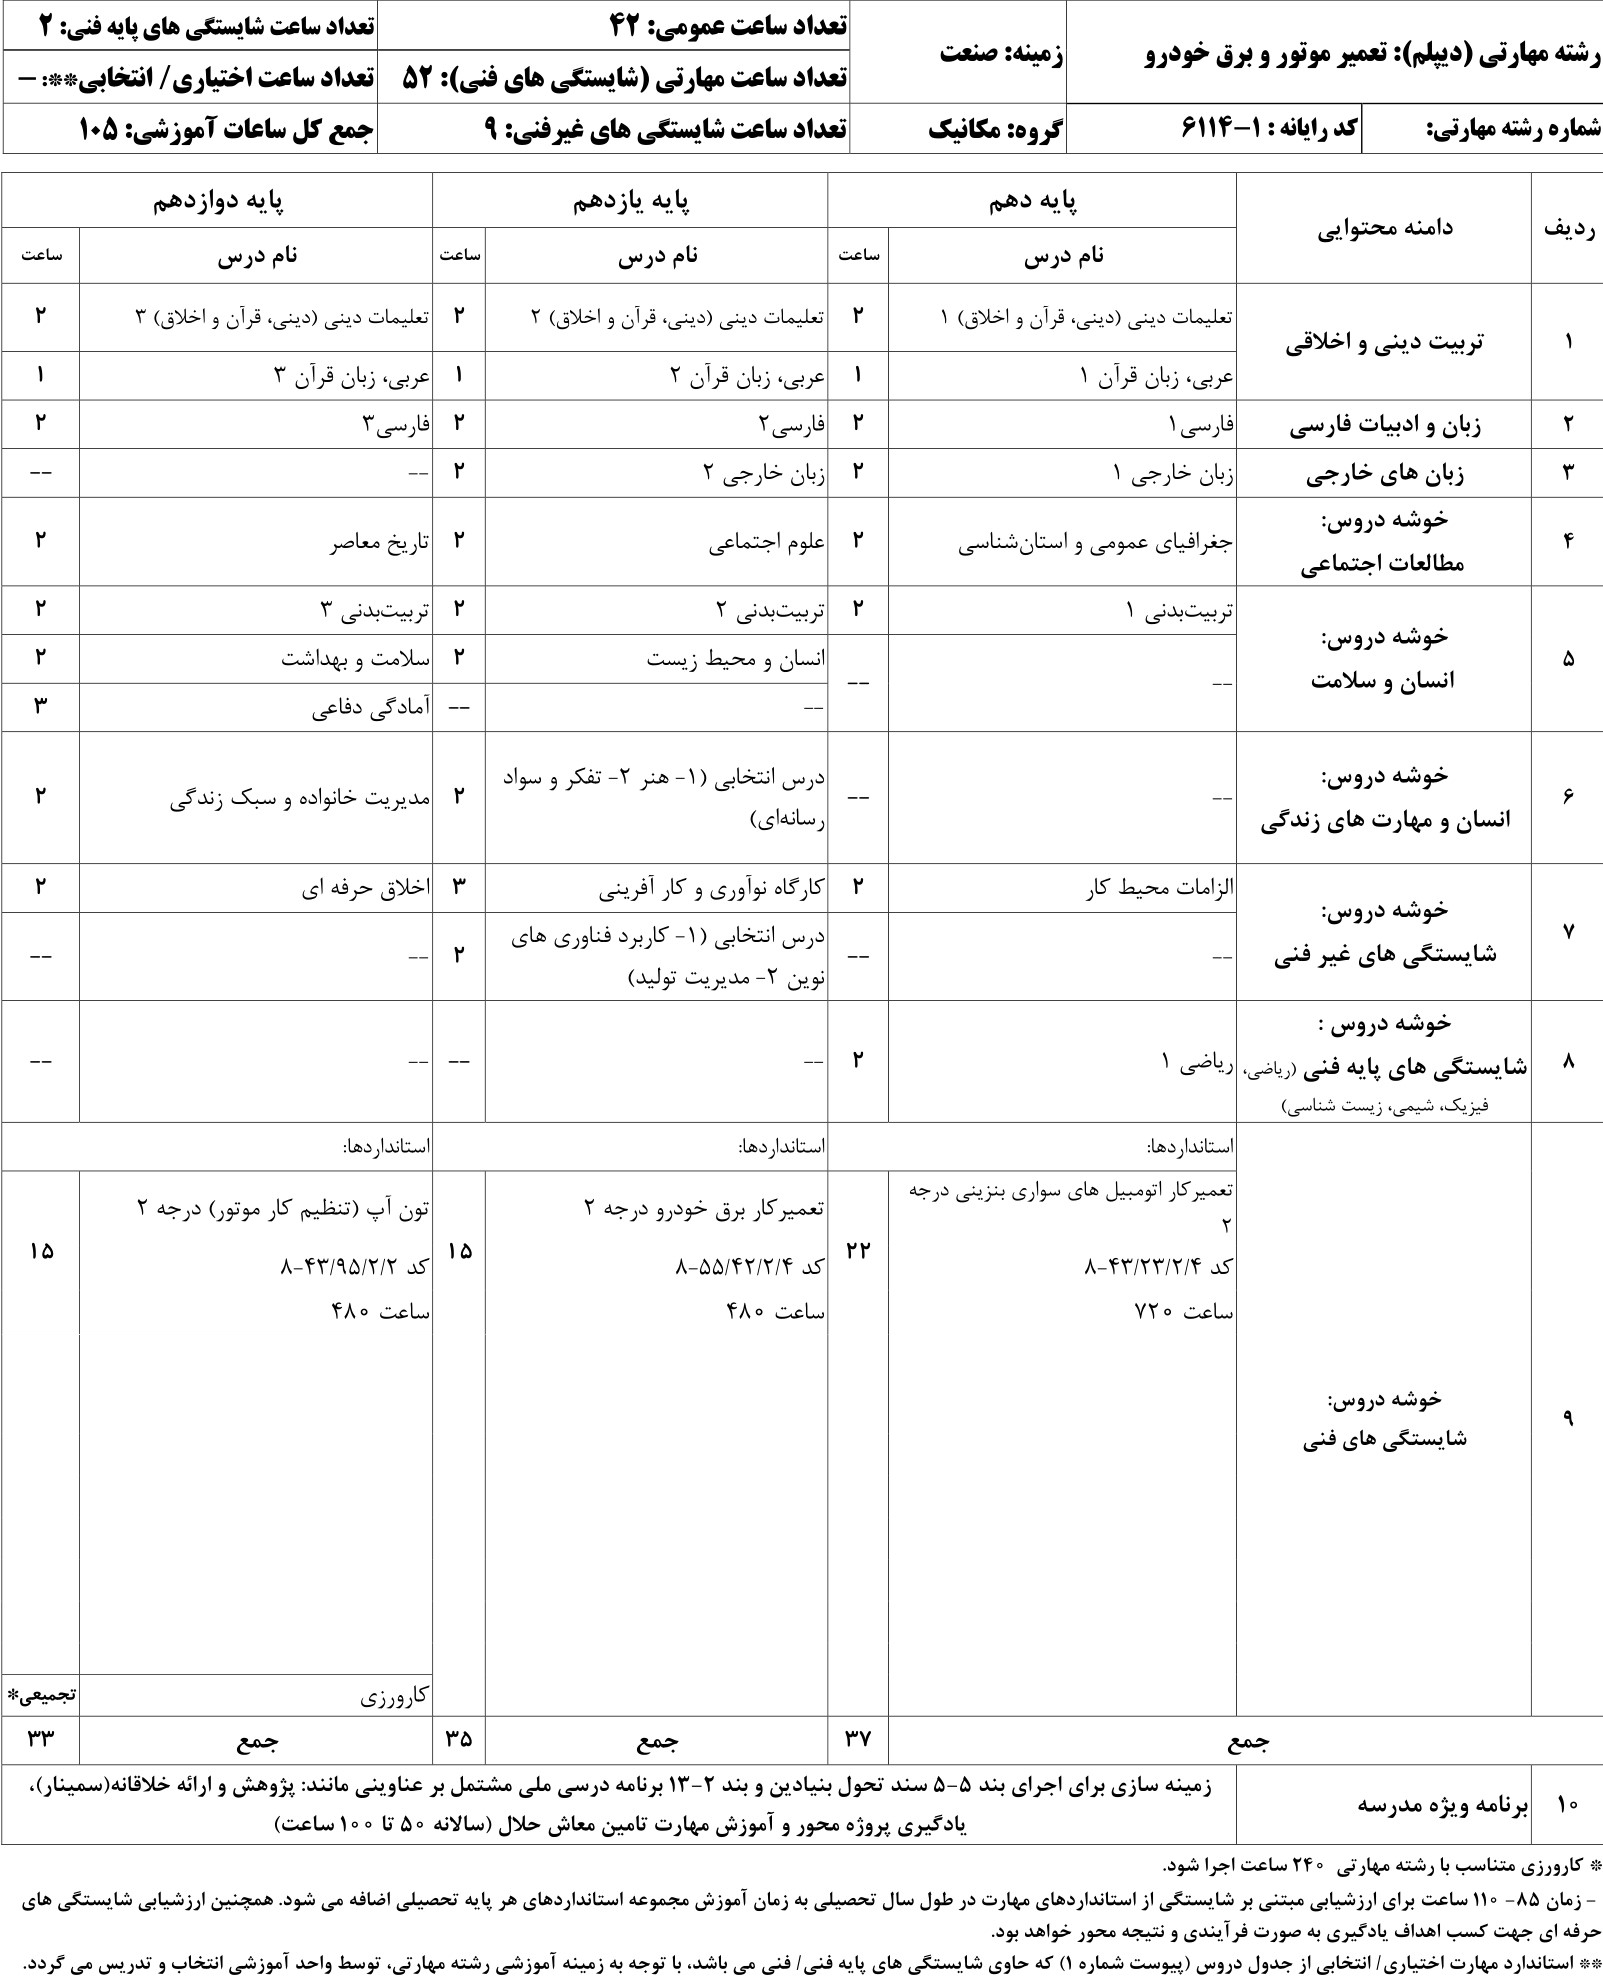 رشته مهارتی (دیپلم): تعمیر موتور و برق خودرو
زمینه: صنعت
تعداد ساعت عمومی: ۴۲
تعداد ساعت شایستگی های پایه فنی: ۲
تعداد ساعت مهارتی (شایستگی های فنی): ۵۲
تعداد ساعت اختیاری/ انتخابی**: –
شماره رشته مهارتی:
کد رایانه : ۱-۶۱۱۴
گروه: مکانیک
تعداد ساعت شایستگی های غیرفنی: ۹
جمع کل ساعات آموزشی: ۱۰۵
ردیف
دامنه محتوایی
پایه دهم
پایه یازدهم
پایه دوازدهم
نام درس
ساعت
نام درس
ساعت
نام درس
ساعت
۱
تربیت دینی و اخلاقی
تعلیمات دینی (دینی، قرآن و اخلاق) ۱
۲
تعلیمات دینی (دینی، قرآن و اخلاق) ۲
۲
تعلیمات دینی (دینی، قرآن و اخلاق) ۳
۲
عربی، زبان قرآن ۱
۱
عربی، زبان قرآن ۲
۱
عربی، زبان قرآن ۳
۱
۲
زبان و ادبیات فارسی
فارسی۱
۲
فارسی۲
۲
فارسی۳
۲
۳
زبان های خارجی
زبان خارجی ۱
۲
زبان خارجی ۲
۲
--
--
۴
خوشه دروس:
مطالعات اجتماعی
جغرافیای عمومی و استان‌شناسی
۲
علوم اجتماعی
۲
تاریخ معاصر
۲
۵
خوشه دروس:
انسان و سلامت
تربیت‌بدنی ۱
۲
تربیت‌بدنی ۲
۲
تربیت‌بدنی ۳
۲
--
--
انسان و محیط زیست
۲
سلامت و بهداشت
۲
--
--
آمادگی دفاعی
۳
۶
خوشه دروس:
انسان و مهارت های زندگی
--
--
درس انتخابی (۱- هنر ۲- تفکر و سواد
رسانه‌ای)
۲
مدیریت خانواده و سبک زندگی
۲
۷
خوشه دروس:
شایستگی های غیر فنی
الزامات محیط کار
۲
کارگاه نوآوری و کار آفرینی
۳
اخلاق حرفه ای
۲
--
--
درس انتخابی (۱- کاربرد فناوری های
نوین ۲- مدیریت تولید)
۲
--
--
۸
خوشه دروس :
شایستگی های پایه فنی (ریاضی،
فیزیک، شیمی، زیست شناسی)
ریاضی ۱
۲
--
--
--
--
۹
خوشه دروس:
شایستگی های فنی
استانداردها:
استانداردها:
استانداردها:
تعمیرکار اتومبیل های سواری بنزینی درجه
۲
کد ۸-۴۳/۲۳/۲/۴
ساعت ۷۲۰
۲۲
تعمیرکار برق خودرو درجه ۲
کد ۸-۵۵/۴۲/۲/۴
ساعت ۴۸۰
۱۵
تون آپ (تنظیم کار موتور) درجه ۲
کد ۸-۴۳/۹۵/۲/۲
ساعت ۴۸۰
۱۵
کارورزی
تجمیعی*
جمع
۳۷
جمع
۳۵
جمع
۳۳
۱۰
برنامه ویژه مدرسه
زمینه سازی برای اجرای بند ۵-۵ سند تحول بنیادین و بند ۲-۱۳ برنامه درسی ملی مشتمل بر عناوینی مانند: پژوهش و ارائه خلاقانه(سمینار)،
یادگیری پروژه محور و آموزش مهارت تامین معاش حلال (سالانه ۵۰ تا ۱۰۰ ساعت)
* کارورزی متناسب با رشته مهارتی ۲۴۰ ساعت اجرا شود.
- زمان ۸۵- ۱۱۰ ساعت برای ارزشیابی مبتنی بر شایستگی از استانداردهای مهارت در طول سال تحصیلی به زمان آموزش مجموعه استانداردهای هر پایه تحصیلی اضافه می شود. همچنین ارزشیابی شایستگی های
حرفه ای جهت کسب اهداف یادگیری به صورت فرآیندی و نتیجه محور خواهد بود.
** استاندارد مهارت اختیاری/ انتخابی از جدول دروس (پیوست شماره ۱) که حاوی شایستگی های پایه فنی/ فنی می باشد، با توجه به زمینه آموزشی رشته مهارتی، توسط واحد آموزشی انتخاب و تدریس می گردد.